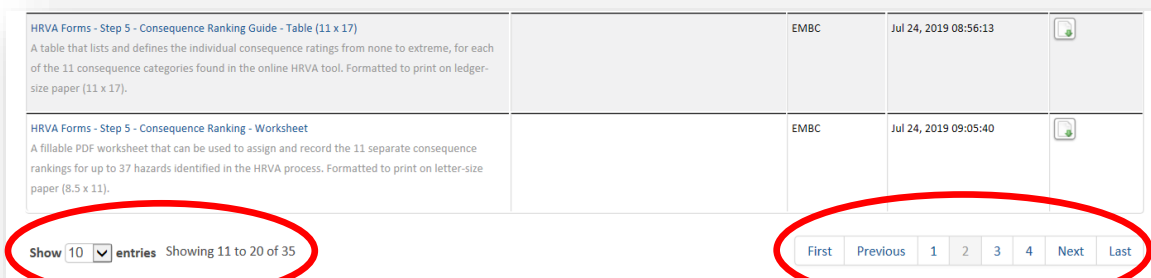 HRVA Forms - Step 5 - Consequence Ranking Guide - Table (11 x 17) EMBC Jul 24, 2019 08:56:13
A table that lists and defines the individual consequence ratings from none to extreme, for each
of the 11 consequence categories found in the online HRVA tool. Formatted to print on ledger-
size paper (11 x 17).
HRVA Forms - Step 5 - Consequence Ranking - Worksheet EMBC Jul 24, 2019 09:05:40
A fillable PDF worksheet that can be used to assign and record the 11 separate consequence
rankings for up to 37 hazards identified in the HRVA process. Formatted to print on letter-size
paper (8.5 x 11).
Show 10 entries Showing 11 to 20 of 35 First Previous 1 2 3 4 Next Last